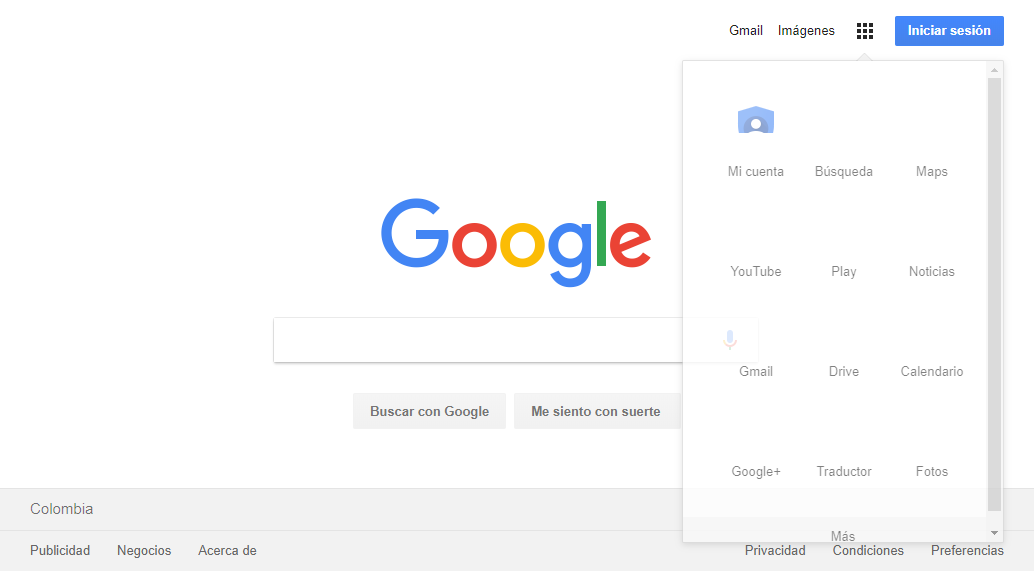 Gmail Imágenes Iniciar sesión
Mi cuenta Búsqueda Maps
Google
YouTube Play Noticias
Gmail Drive Calendario
Buscar con Google Me siento con suerte
Google+ Traductor Fotos
Colombia
Más
Publicidad Negocios Acerca de Privacidad Condiciones Preferencias